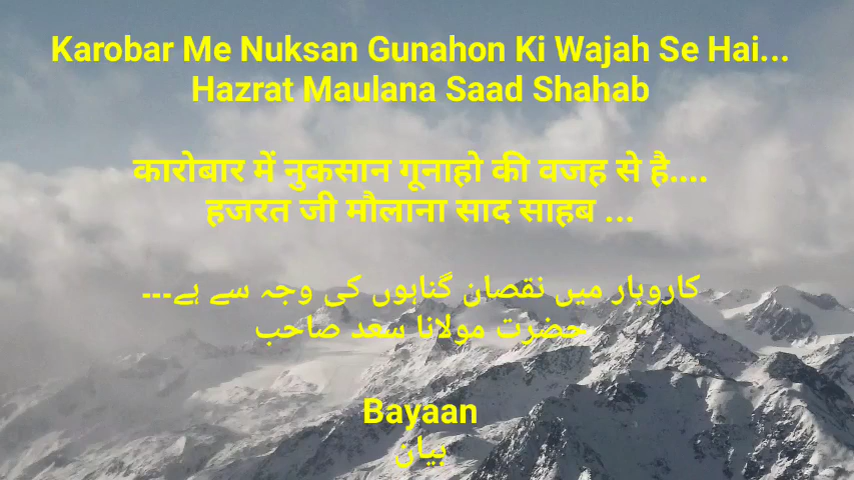 Karobar Me Nuksan Gunahon Ki Wajah Se Hai...
Hazrat Maulana Saad Shahab
कारोबार में नुकसान गूनाहो की वजह से है....
हजरत जी मौलाना साद साहब ...
کاروبار میں نقصان گناہوں کی وجہ سے ہے۔۔۔
حضرت مولانا سعد صاحب
Bayaan
بیان